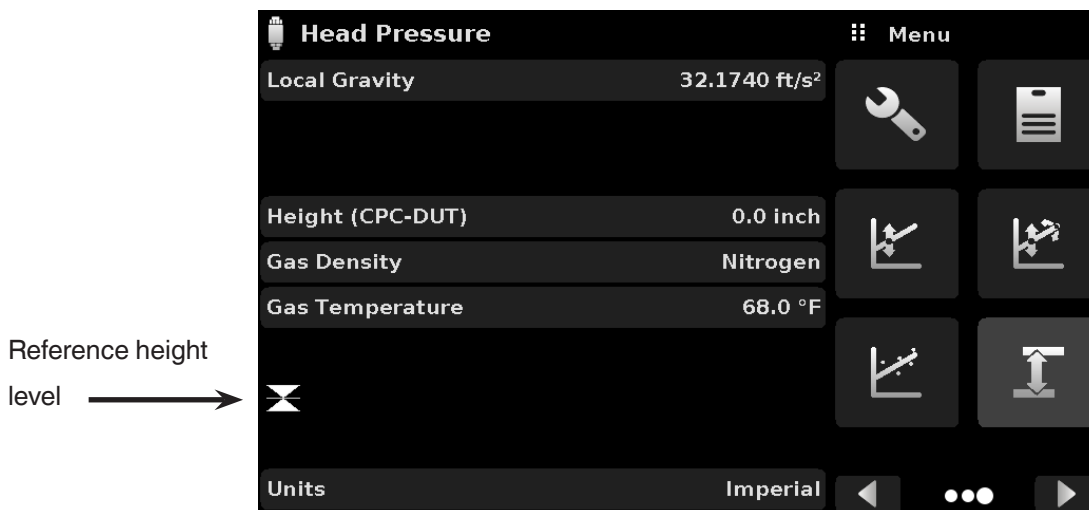 Head Pressure
Menu
Local Gravity 32.1740 ft/s²
Height (CPC-DUT) 0.0 inch
Gas Density Nitrogen
Gas Temperature 68.0 °F
Reference height
level
Units Imperial